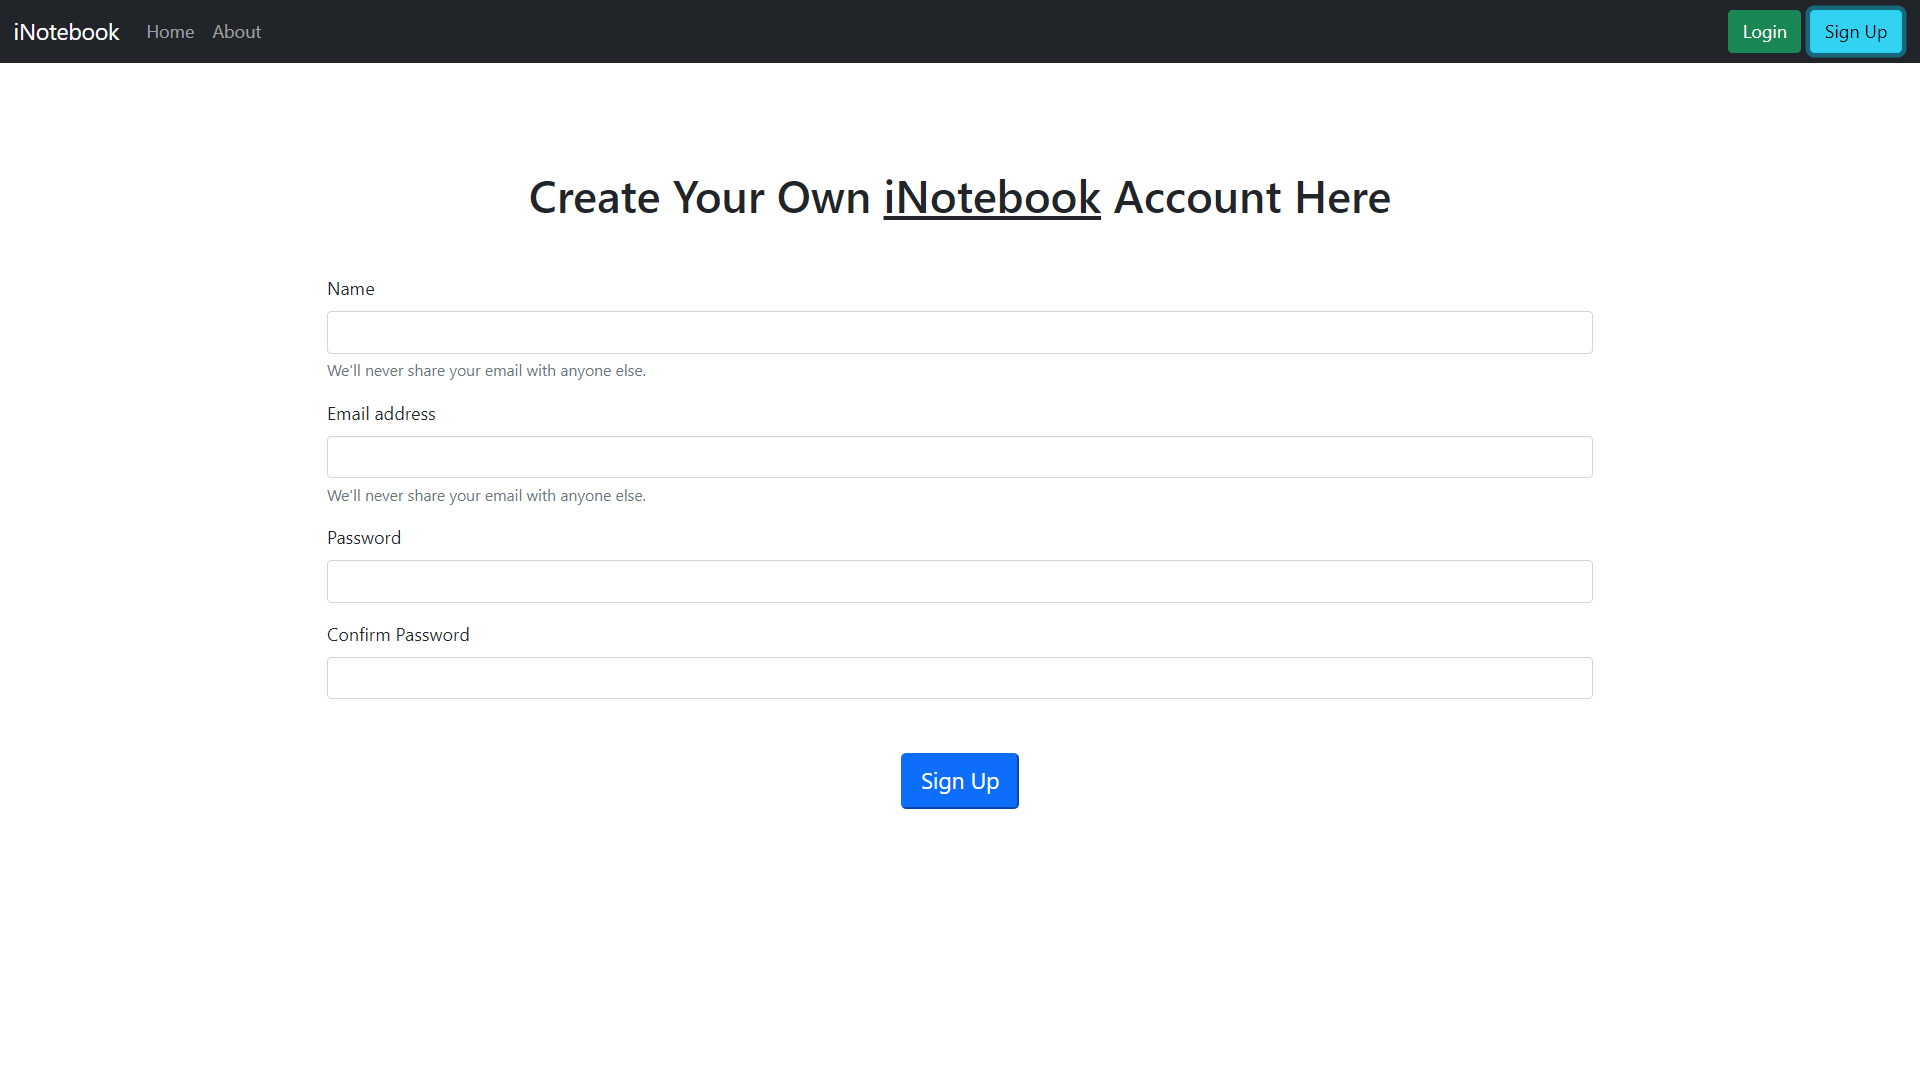 iNotebook Home About Login Sign Up
Create Your Own iNotebook Account Here
Name
We'll never share your email with anyone else.
Email address
We'll never share your email with anyone else.
Password
Confirm Password
Sign Up